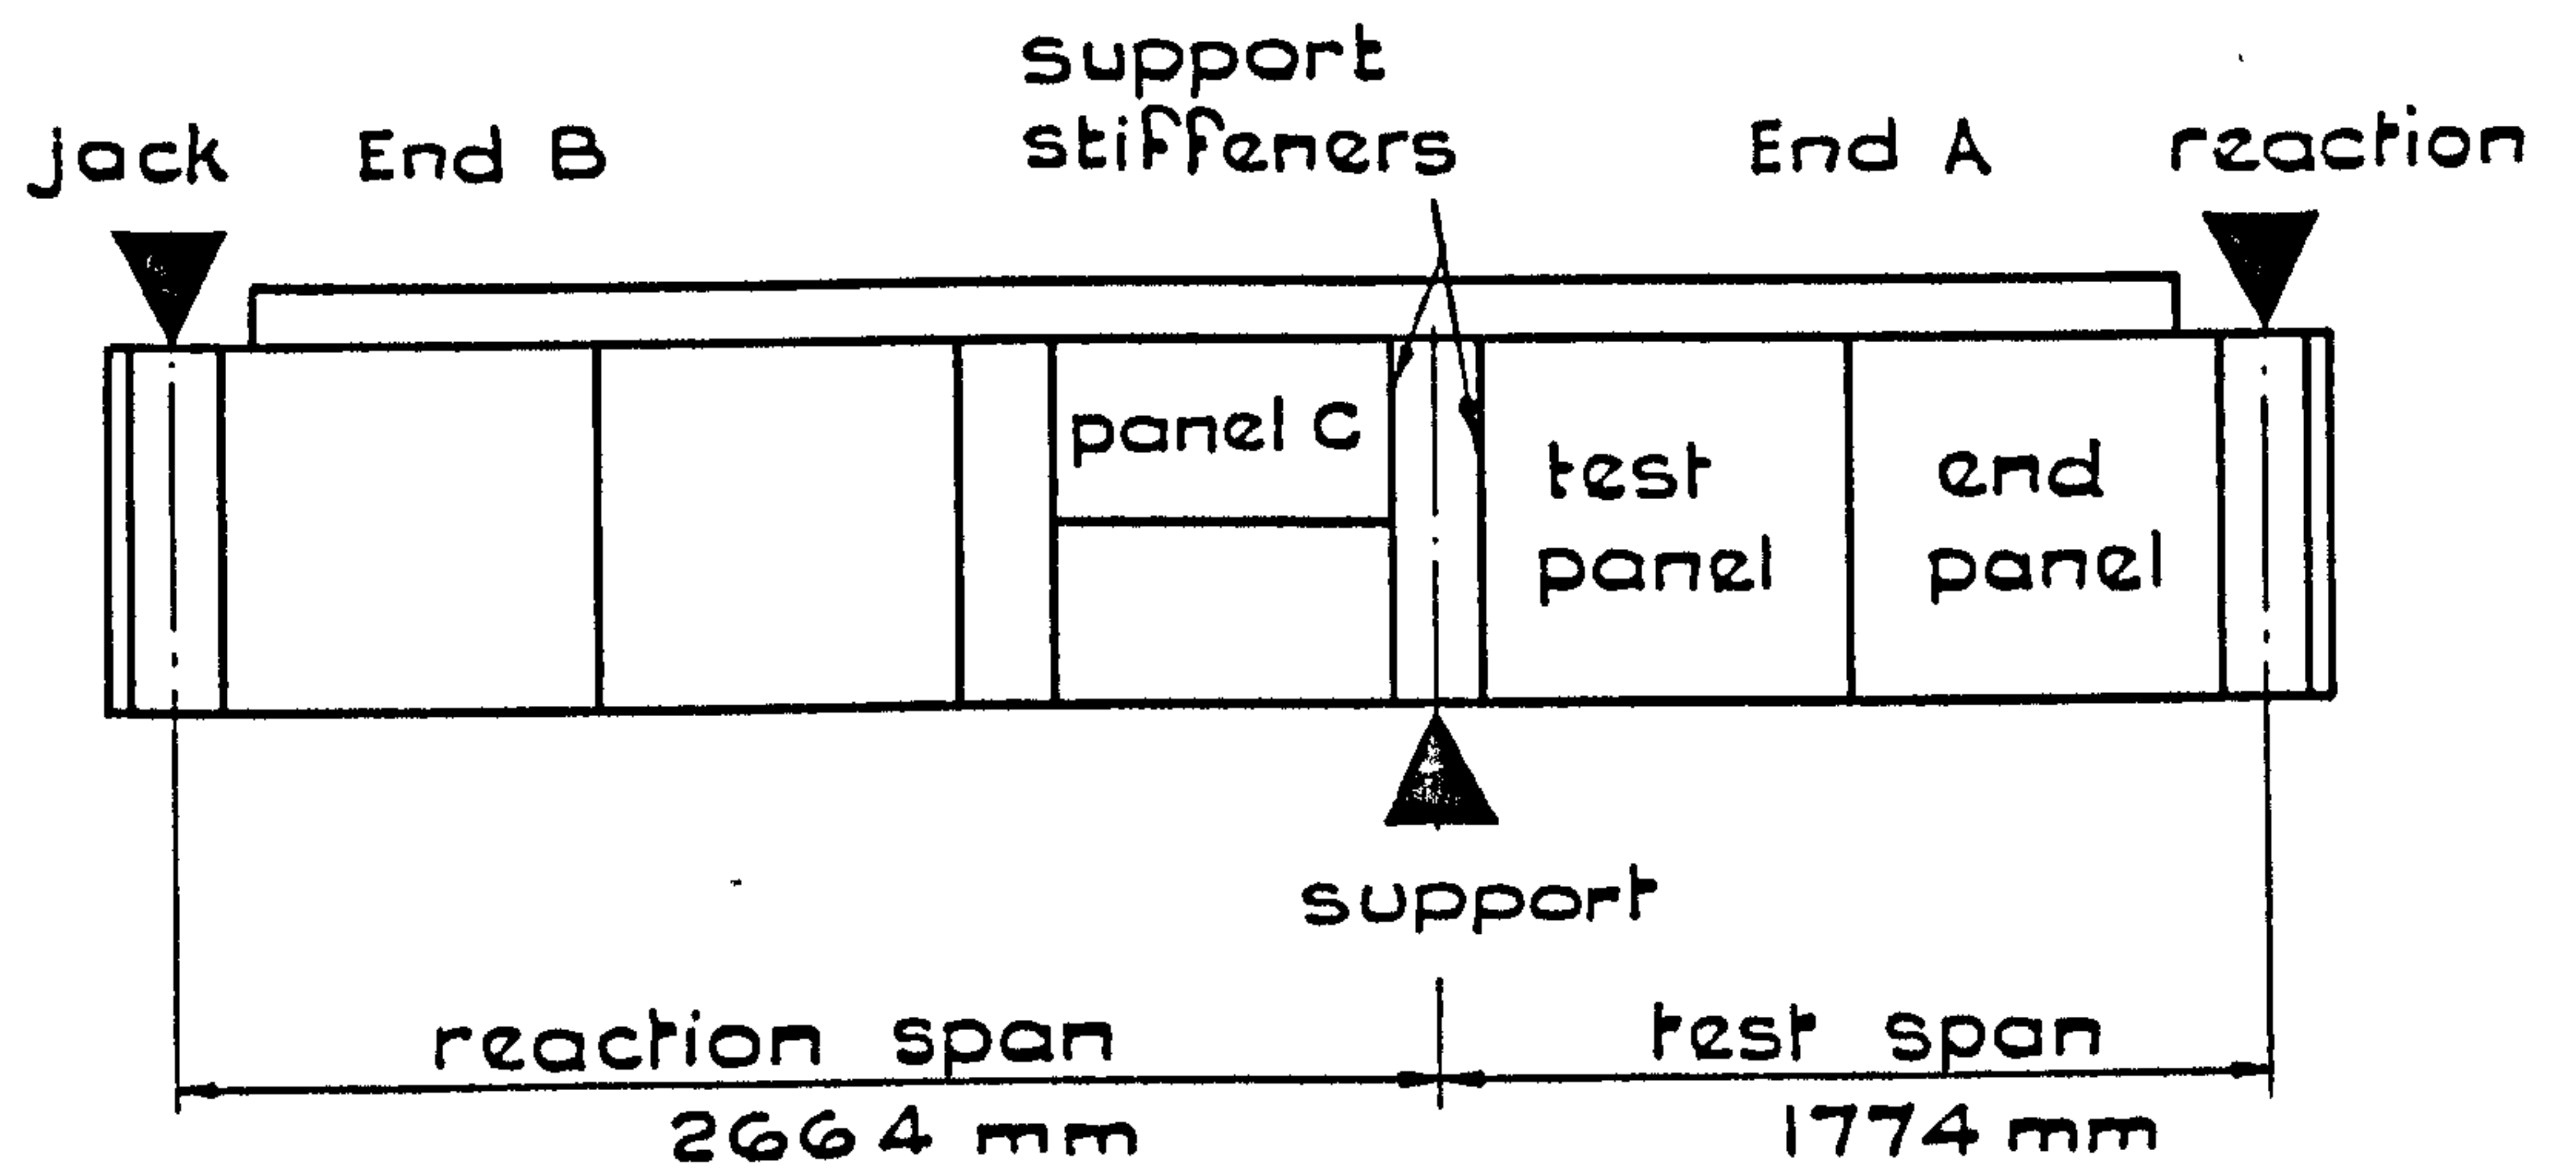 support
stiffeners
jack
End B
End A
reaction
panel C
test
panel
end
panel
support
reaction span
test span
2664 mm
1774 mm